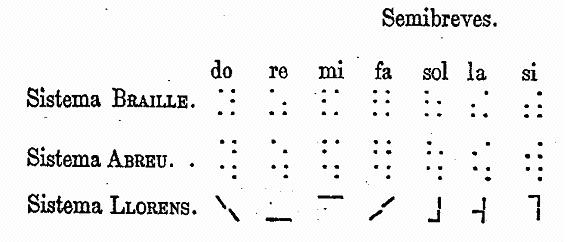 Semibreves.
do re mi fa sol la si
Sistema BRAILLE.
Sistema ABREU. .
Sistema LLORENS.